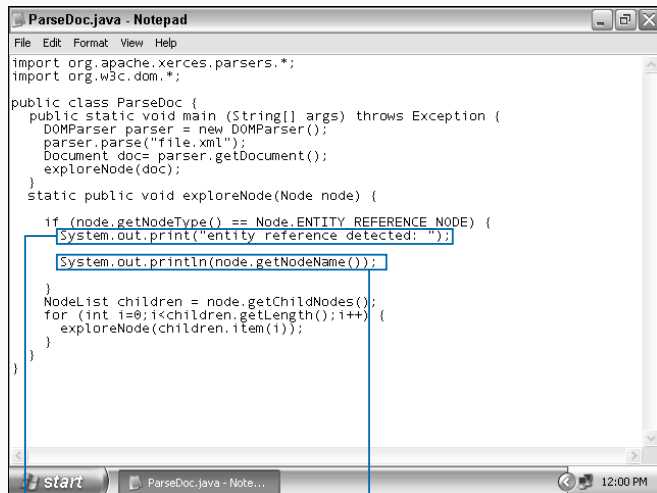 ParseDoc.java - Notepad
File Edit Format View Help
import org.apache.xerces.parsers.*;
import org.w3c.dom.*;
public class ParseDoc {
public static void main (String[] args) throws Exception {
DOMParser parser = new DOMParser();
parser.parse("file.xml");
Document doc= parser.getDocument();
exploreNode(doc);
}
static public void exploreNode(Node node) {
if (node.getNodeType() == Node.ENTITY_REFERENCE_NODE) {
System.out.print("entity reference detected: ");
System.out.println(node.getNodeName());
}
NodeList children = node.getChildNodes();
for (int i=0;i<children.getLength();i++) {
exploreNode(children.item(i));
}
}
}
start ParseDoc.java - Note... 12:00 PM